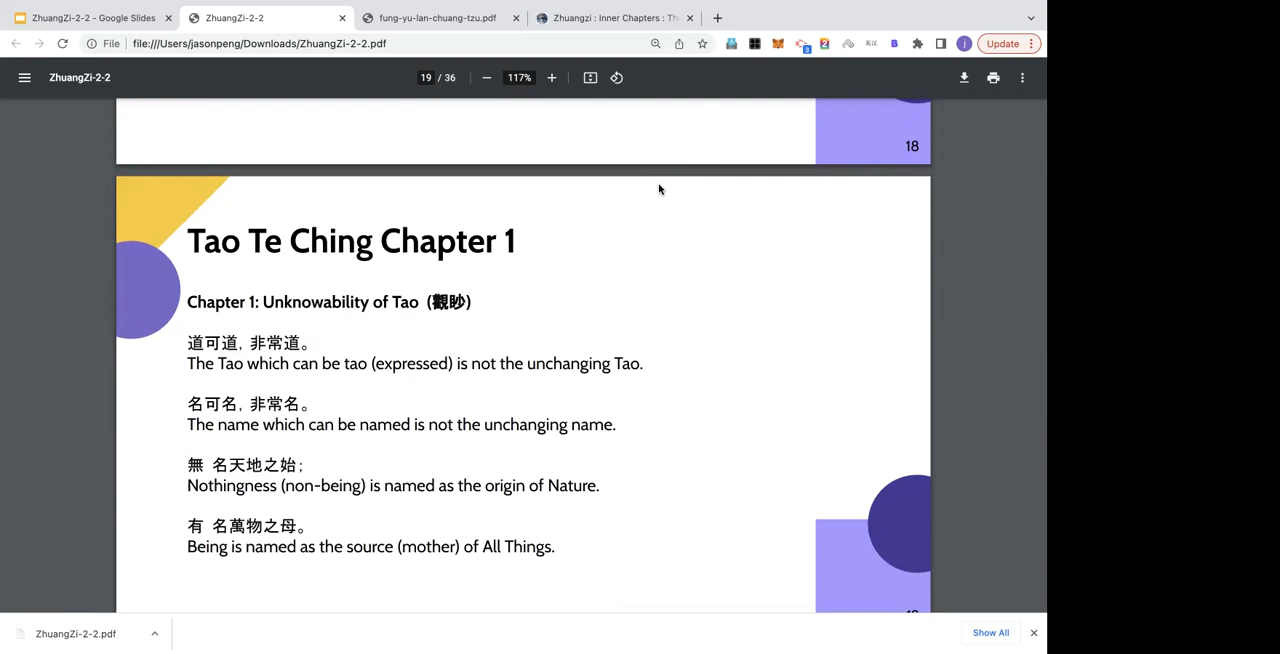 ZhuangZi-2-2 - Google Slides
ZhuangZi-2-2
fung-yu-lan-chuang-tzu.pdf
Zhuangzi : Inner Chapters : Th
File
file:///Users/jasonpeng/Downloads/ZhuangZi-2-2.pdf
3
2
B
j
Update
ZhuangZi-2-2
19 / 36
117%
18
Tao Te Ching Chapter 1
Chapter 1: Unknowability of Tao (觀眇)
道可道, 非常道。
The Tao which can be tao (expressed) is not the unchanging Tao.
名可名, 非常名。
The name which can be named is not the unchanging name.
無 名天地之始;
Nothingness (non-being) is named as the origin of Nature.
有 名萬物之母。
Being is named as the source (mother) of All Things.
ZhuangZi-2-2.pdf
Show All